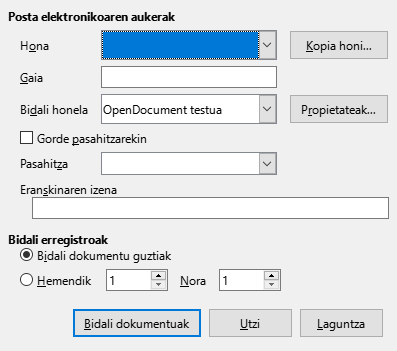 Posta elektronikoaren aukerak
Hona Kopia honi...
Gaia
Bidali honela OpenDocument testua Propietateak...
Gorde pasahitzarekin
Pasahitza
Eranskinaren izena
Bidali erregistroak
Bidali dokumentu guztiak
Hemendik 1 Nora 1
Bidali dokumentuak Utzi Laguntza